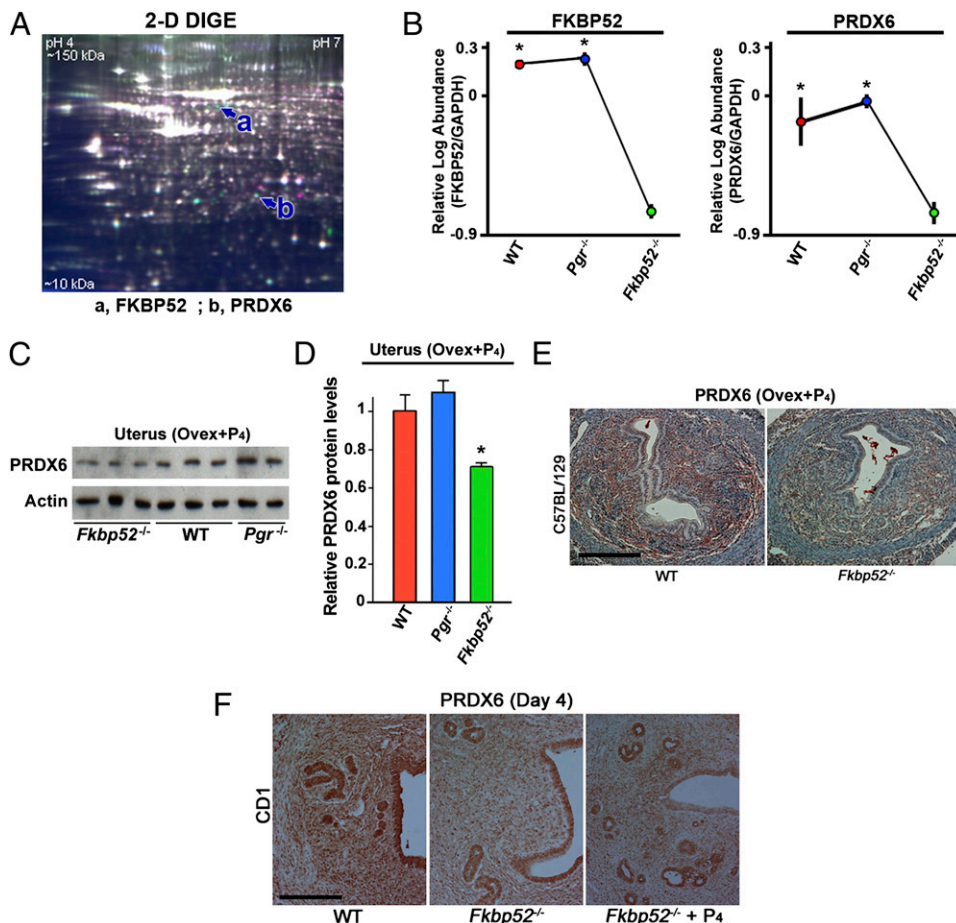 A
2-D DIGE
pH 4
pH 7
~150 kDa
a
b
~10 kDa
a, FKBP52 ; b, PRDX6
B
FKBP52
Relative Log Abundance
(FKBP52/GAPDH)
0.3
0
-0.9
*
*
WT
Pgr-/-
Fkbp52-/-
PRDX6
Relative Log Abundance
(PRDX6/GAPDH)
0.3
0
-0.9
*
*
WT
Pgr-/-
Fkbp52-/-
C
Uterus (Ovex+P4)
PRDX6
Actin
Fkbp52-/-
WT
Pgr -/-
D
Uterus (Ovex+P4)
Relative PRDX6 protein levels
1
0.8
0.6
0.4
0.2
0
*
WT
Pgr-/-
Fkbp52-/-
E
PRDX6 (Ovex+P4)
C57BL/129
WT
Fkbp52-/-
F
PRDX6 (Day 4)
CD1
WT
Fkbp52-/-
Fkbp52-/- + P4